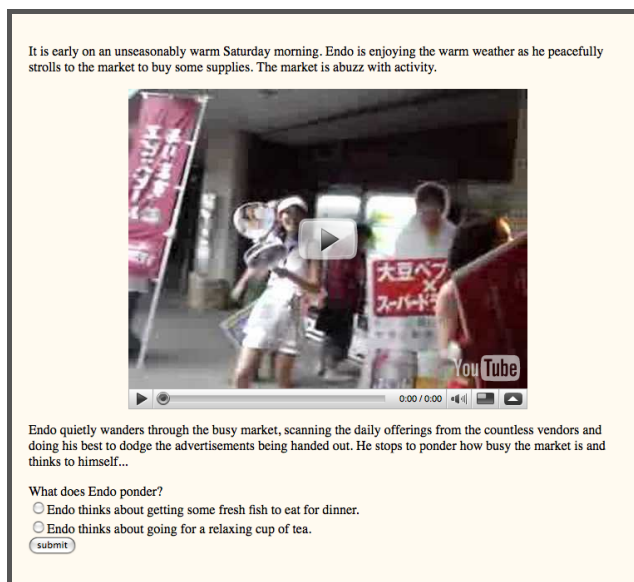 It is early on an unseasonably warm Saturday morning. Endo is enjoying the warm weather as he peacefully
strolls to the market to buy some supplies. The market is abuzz with activity.
大豆ペプ
×
スーパード
You Tube
0:00 / 0:00
Endo quietly wanders through the busy market, scanning the daily offerings from the countless vendors and
doing his best to dodge the advertisements being handed out. He stops to ponder how busy the market is and
thinks to himself...
What does Endo ponder?
Endo thinks about getting some fresh fish to eat for dinner.
Endo thinks about going for a relaxing cup of tea.
submit